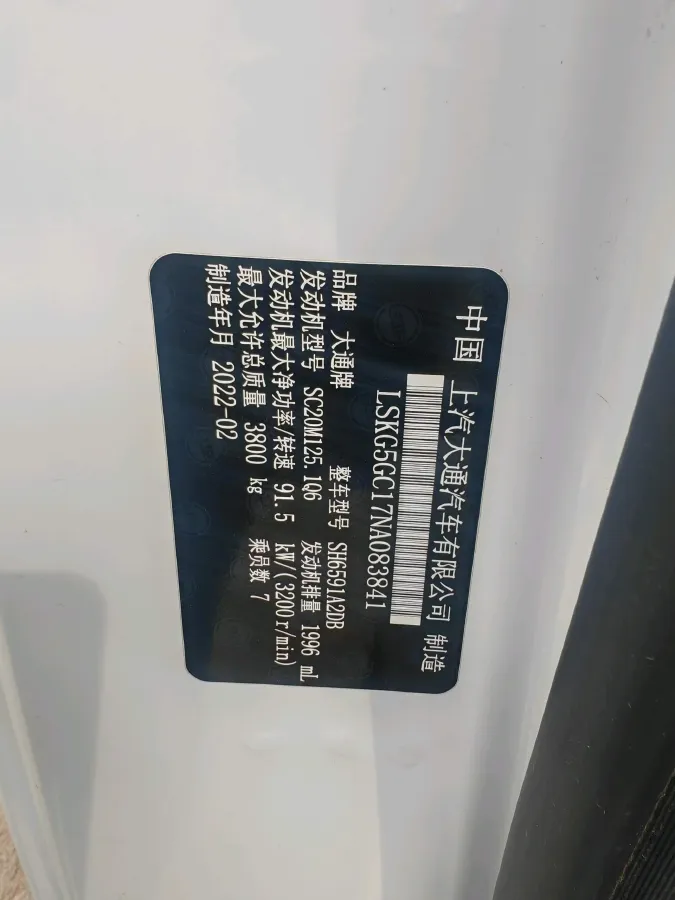 中国 上汽大通汽车有限公司 制造
LSKG5GC17NA083841
品牌 大通牌 整车型号 SH6591A2DB
发动机型号 SC20M125.1Q6 发动机排量 1996 mL
发动机最大净功率/转速 91.5 kW/(3200r/min)
最大允许总质量 3800 kg 乘员数 7
制造年月 2022-02